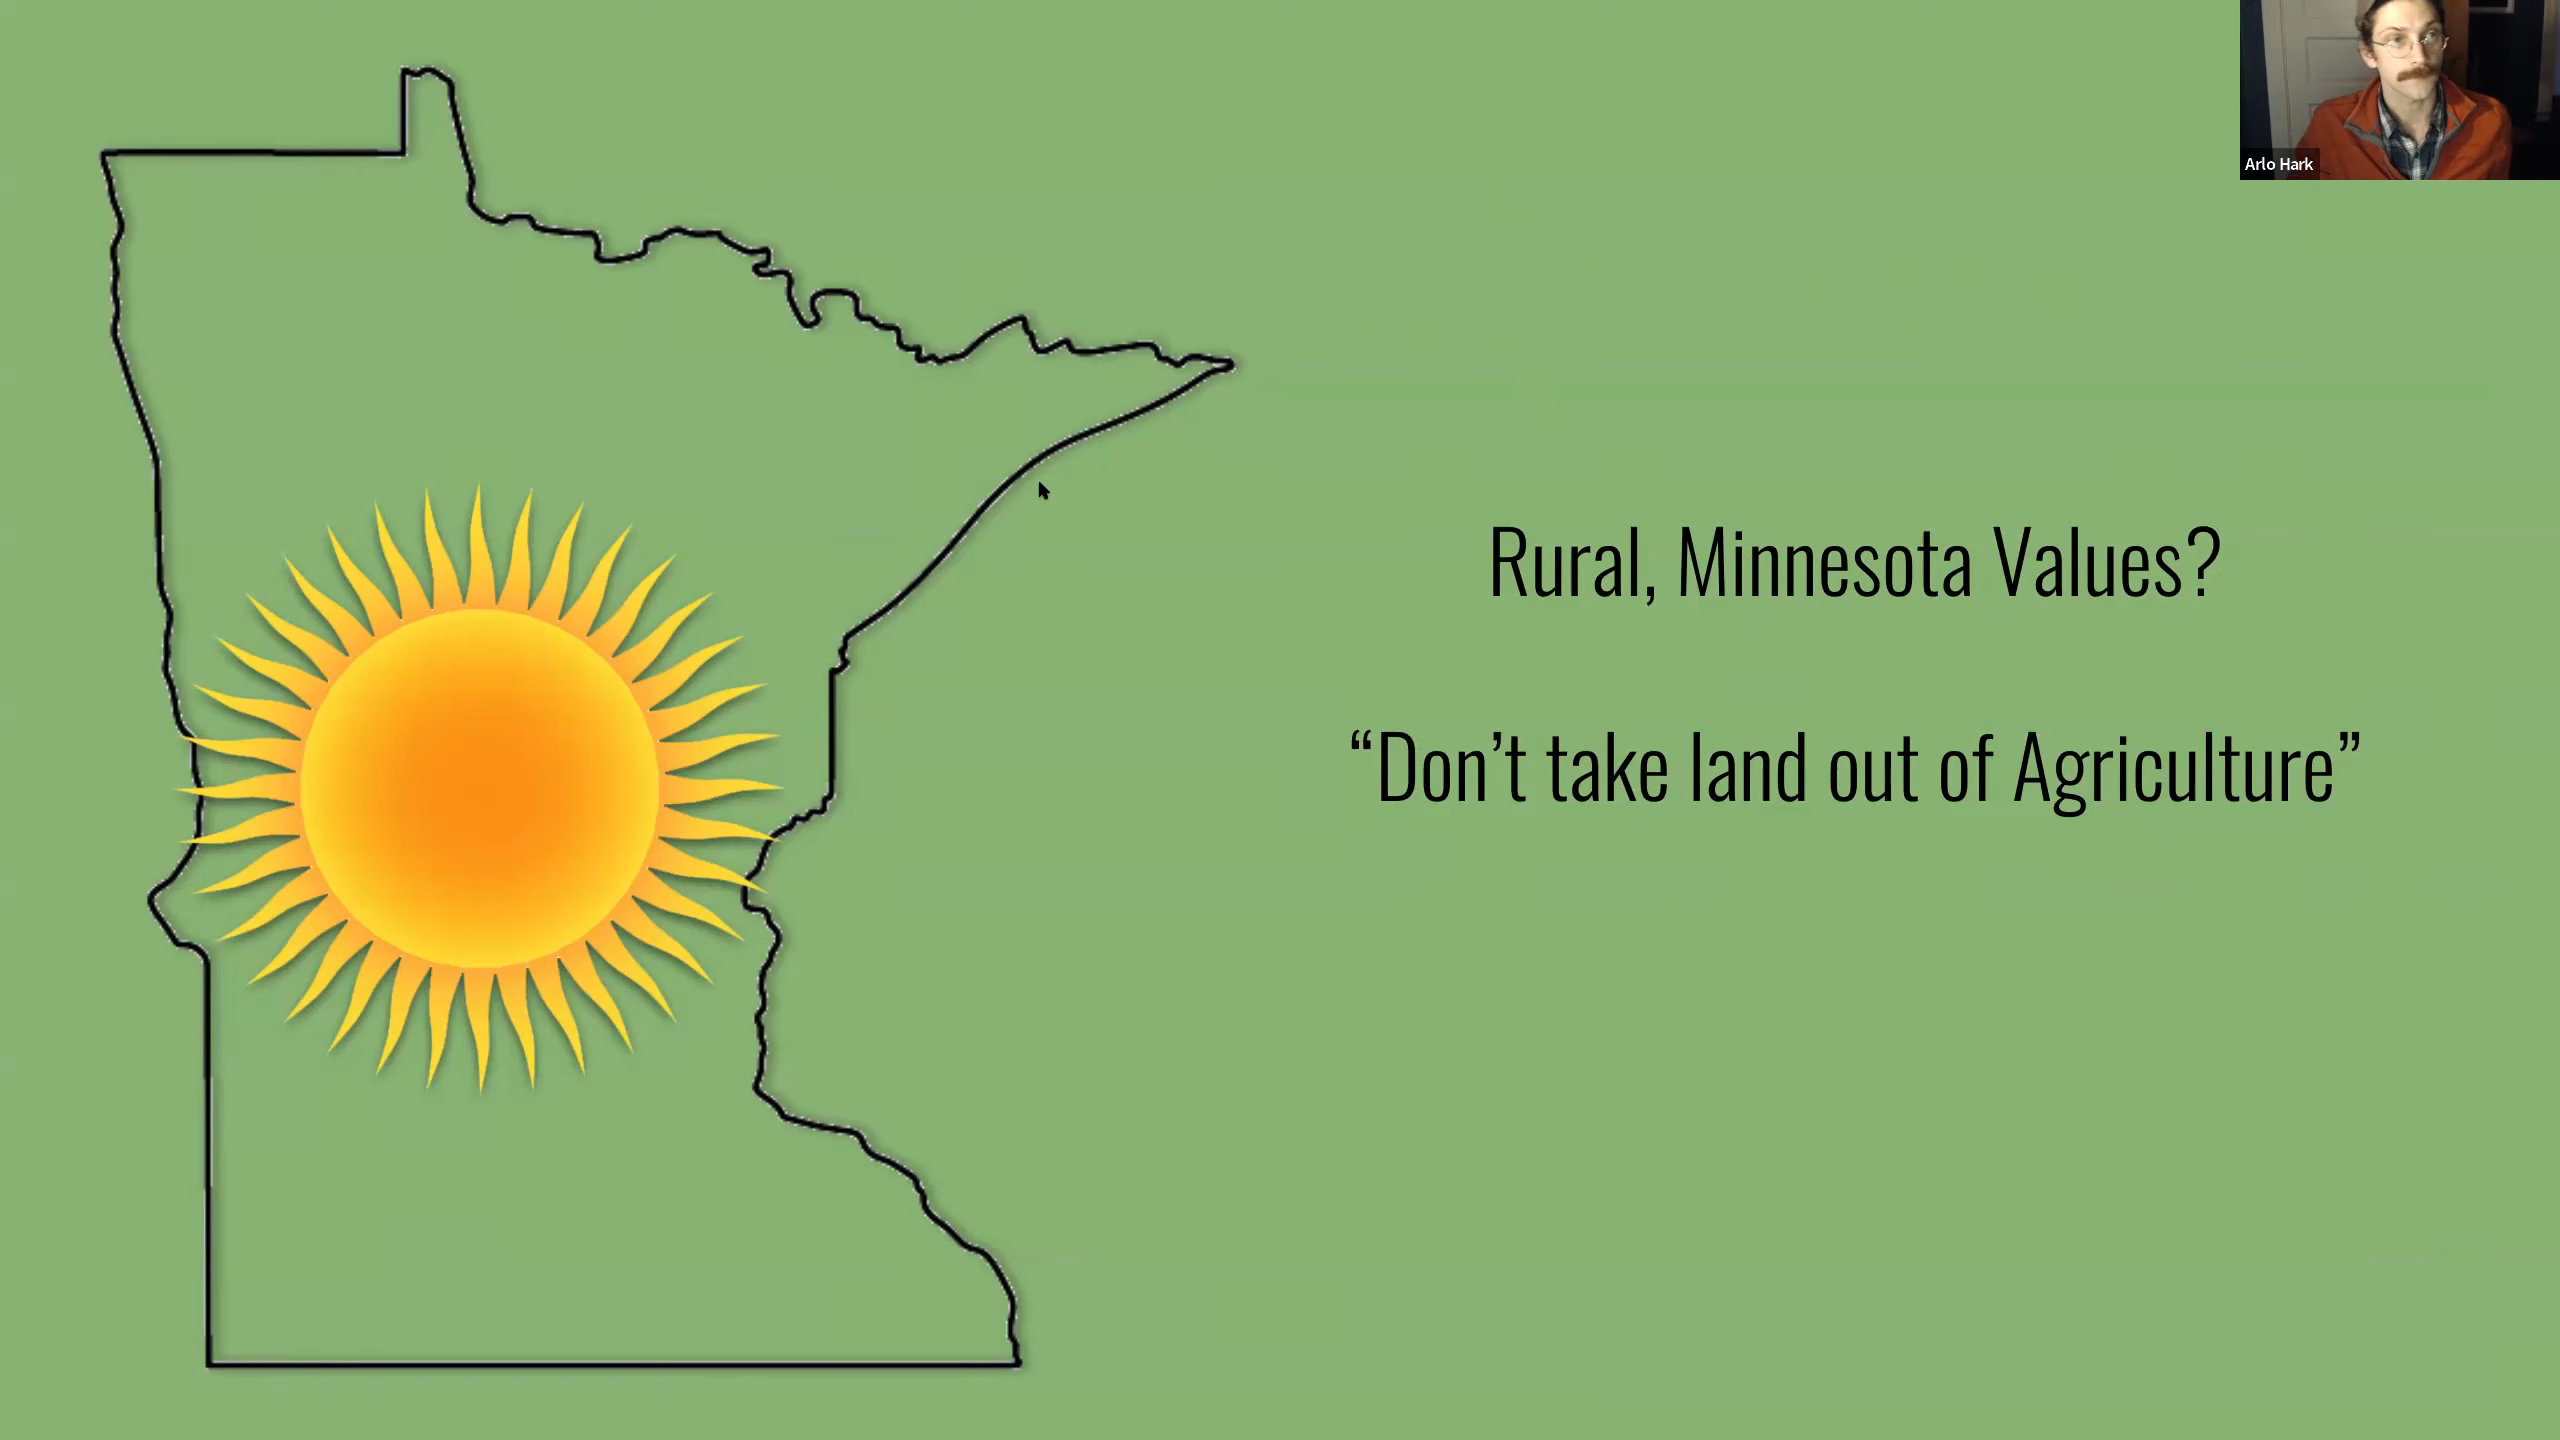 Arlo Hark
Rural, Minnesota Values?
“Don’t take land out of Agriculture”